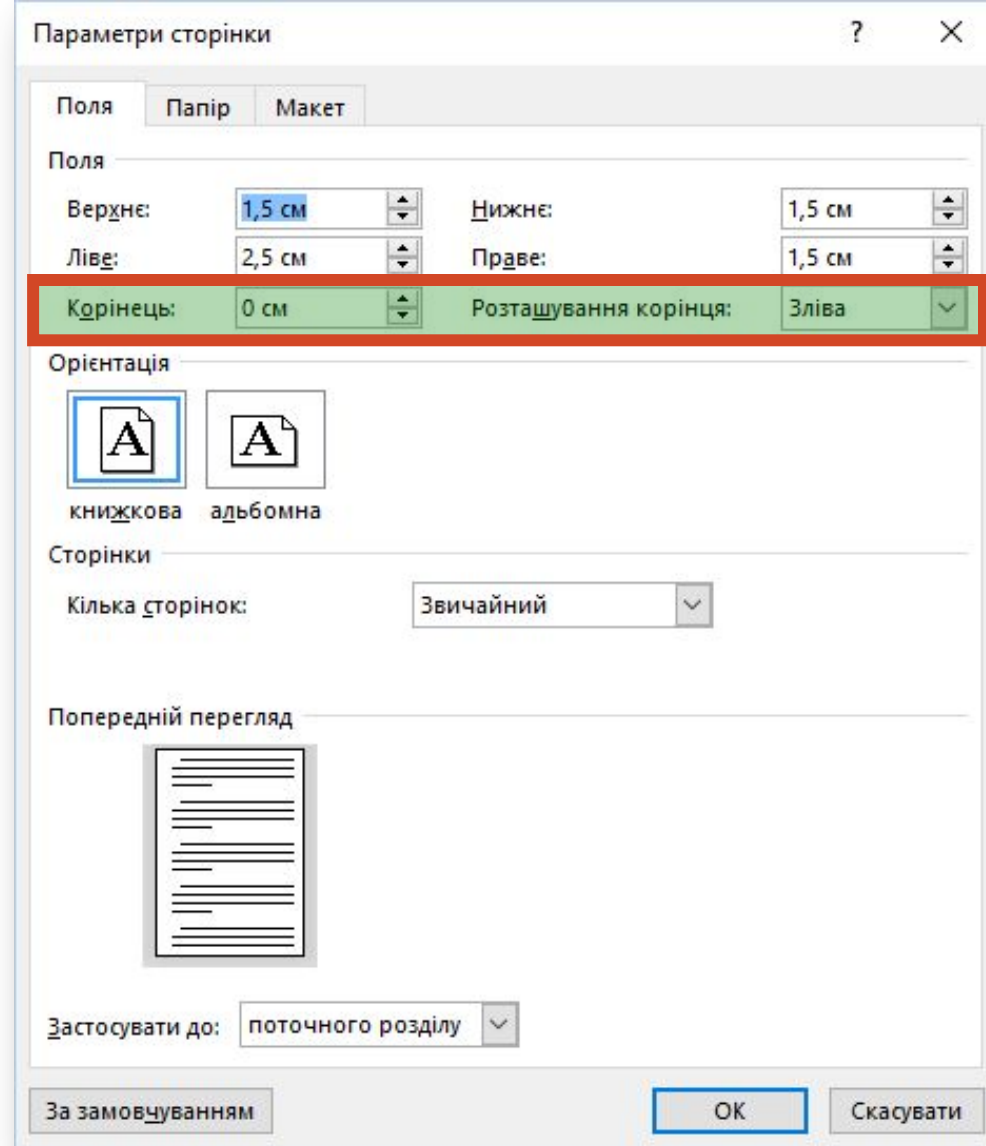 Параметри сторінки ? ×
Поля Папір Макет
Поля
Верхнє: 1,5 см Нижнє: 1,5 см
Ліве: 2,5 см Праве: 1,5 см
Корінець: 0 см Розташування корінця: Зліва
Орієнтація
A A
книжкова альбомна
Сторінки
Кілька сторінок: Звичайний
Попередній перегляд
Застосувати до: поточного розділу
За замовчуванням ОК Скасувати